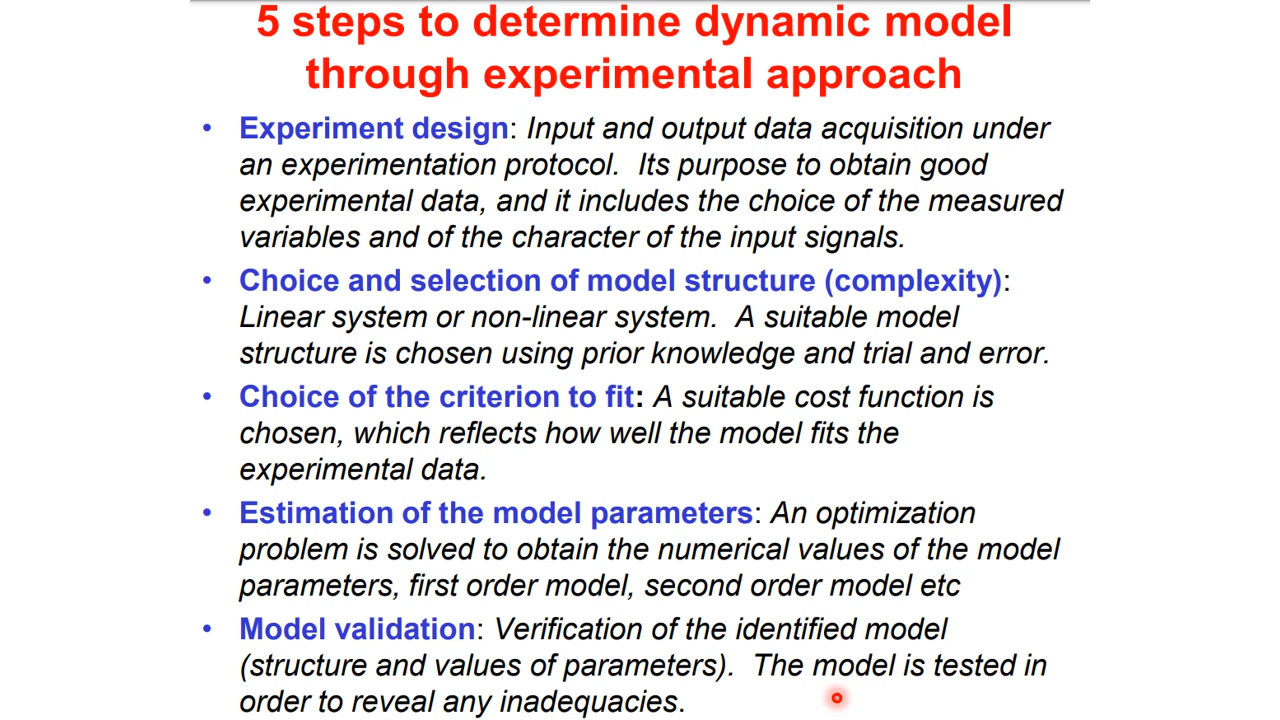 5 steps to determine dynamic model
through experimental approach
• Experiment design: Input and output data acquisition under
an experimentation protocol.  Its purpose to obtain good
experimental data, and it includes the choice of the measured
variables and of the character of the input signals.
• Choice and selection of model structure (complexity):
Linear system or non-linear system.  A suitable model
structure is chosen using prior knowledge and trial and error.
• Choice of the criterion to fit: A suitable cost function is
chosen, which reflects how well the model fits the
experimental data.
• Estimation of the model parameters: An optimization
problem is solved to obtain the numerical values of the model
parameters, first order model, second order model etc
• Model validation: Verification of the identified model
(structure and values of parameters).  The model is tested in
order to reveal any inadequacies.